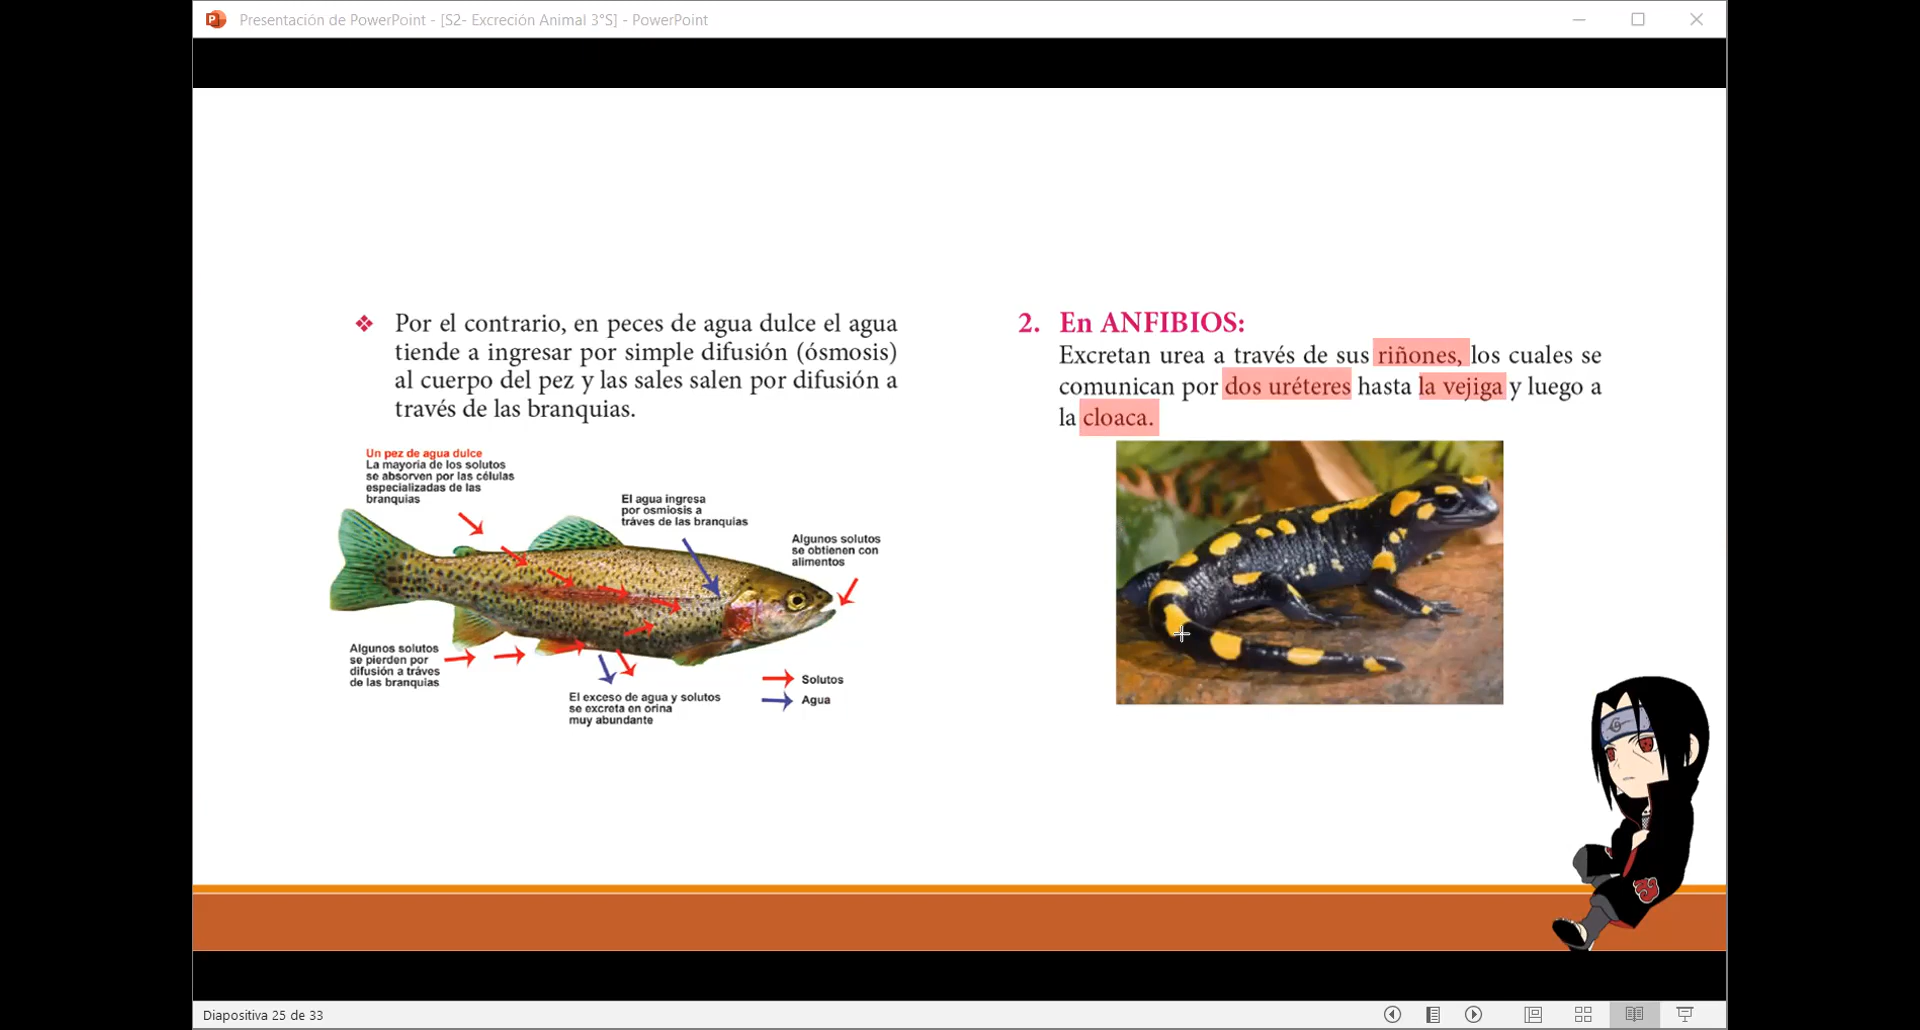 Presentación de PowerPoint - [S2- Excreción Animal 3°S] - PowerPoint
❖ Por el contrario, en peces de agua dulce el agua
tiende a ingresar por simple difusión (ósmosis)
al cuerpo del pez y las sales salen por difusión a
través de las branquias.
Un pez de agua dulce
La mayoría de los solutos
se absorven por las células
especializadas de las
branquias
El agua ingresa
por osmiosis a
tráves de las branquias
Algunos solutos
se obtienen con
alimentos
Algunos solutos
se pierden por
difusión a tráves
de las branquias
El exceso de agua y solutos
se excreta en orina
muy abundante
Solutos
Agua
2. En ANFIBIOS:
Excretan urea a través de sus riñones, los cuales se
comunican por dos uréteres hasta la vejiga y luego a
la cloaca.
Diapositiva 25 de 33